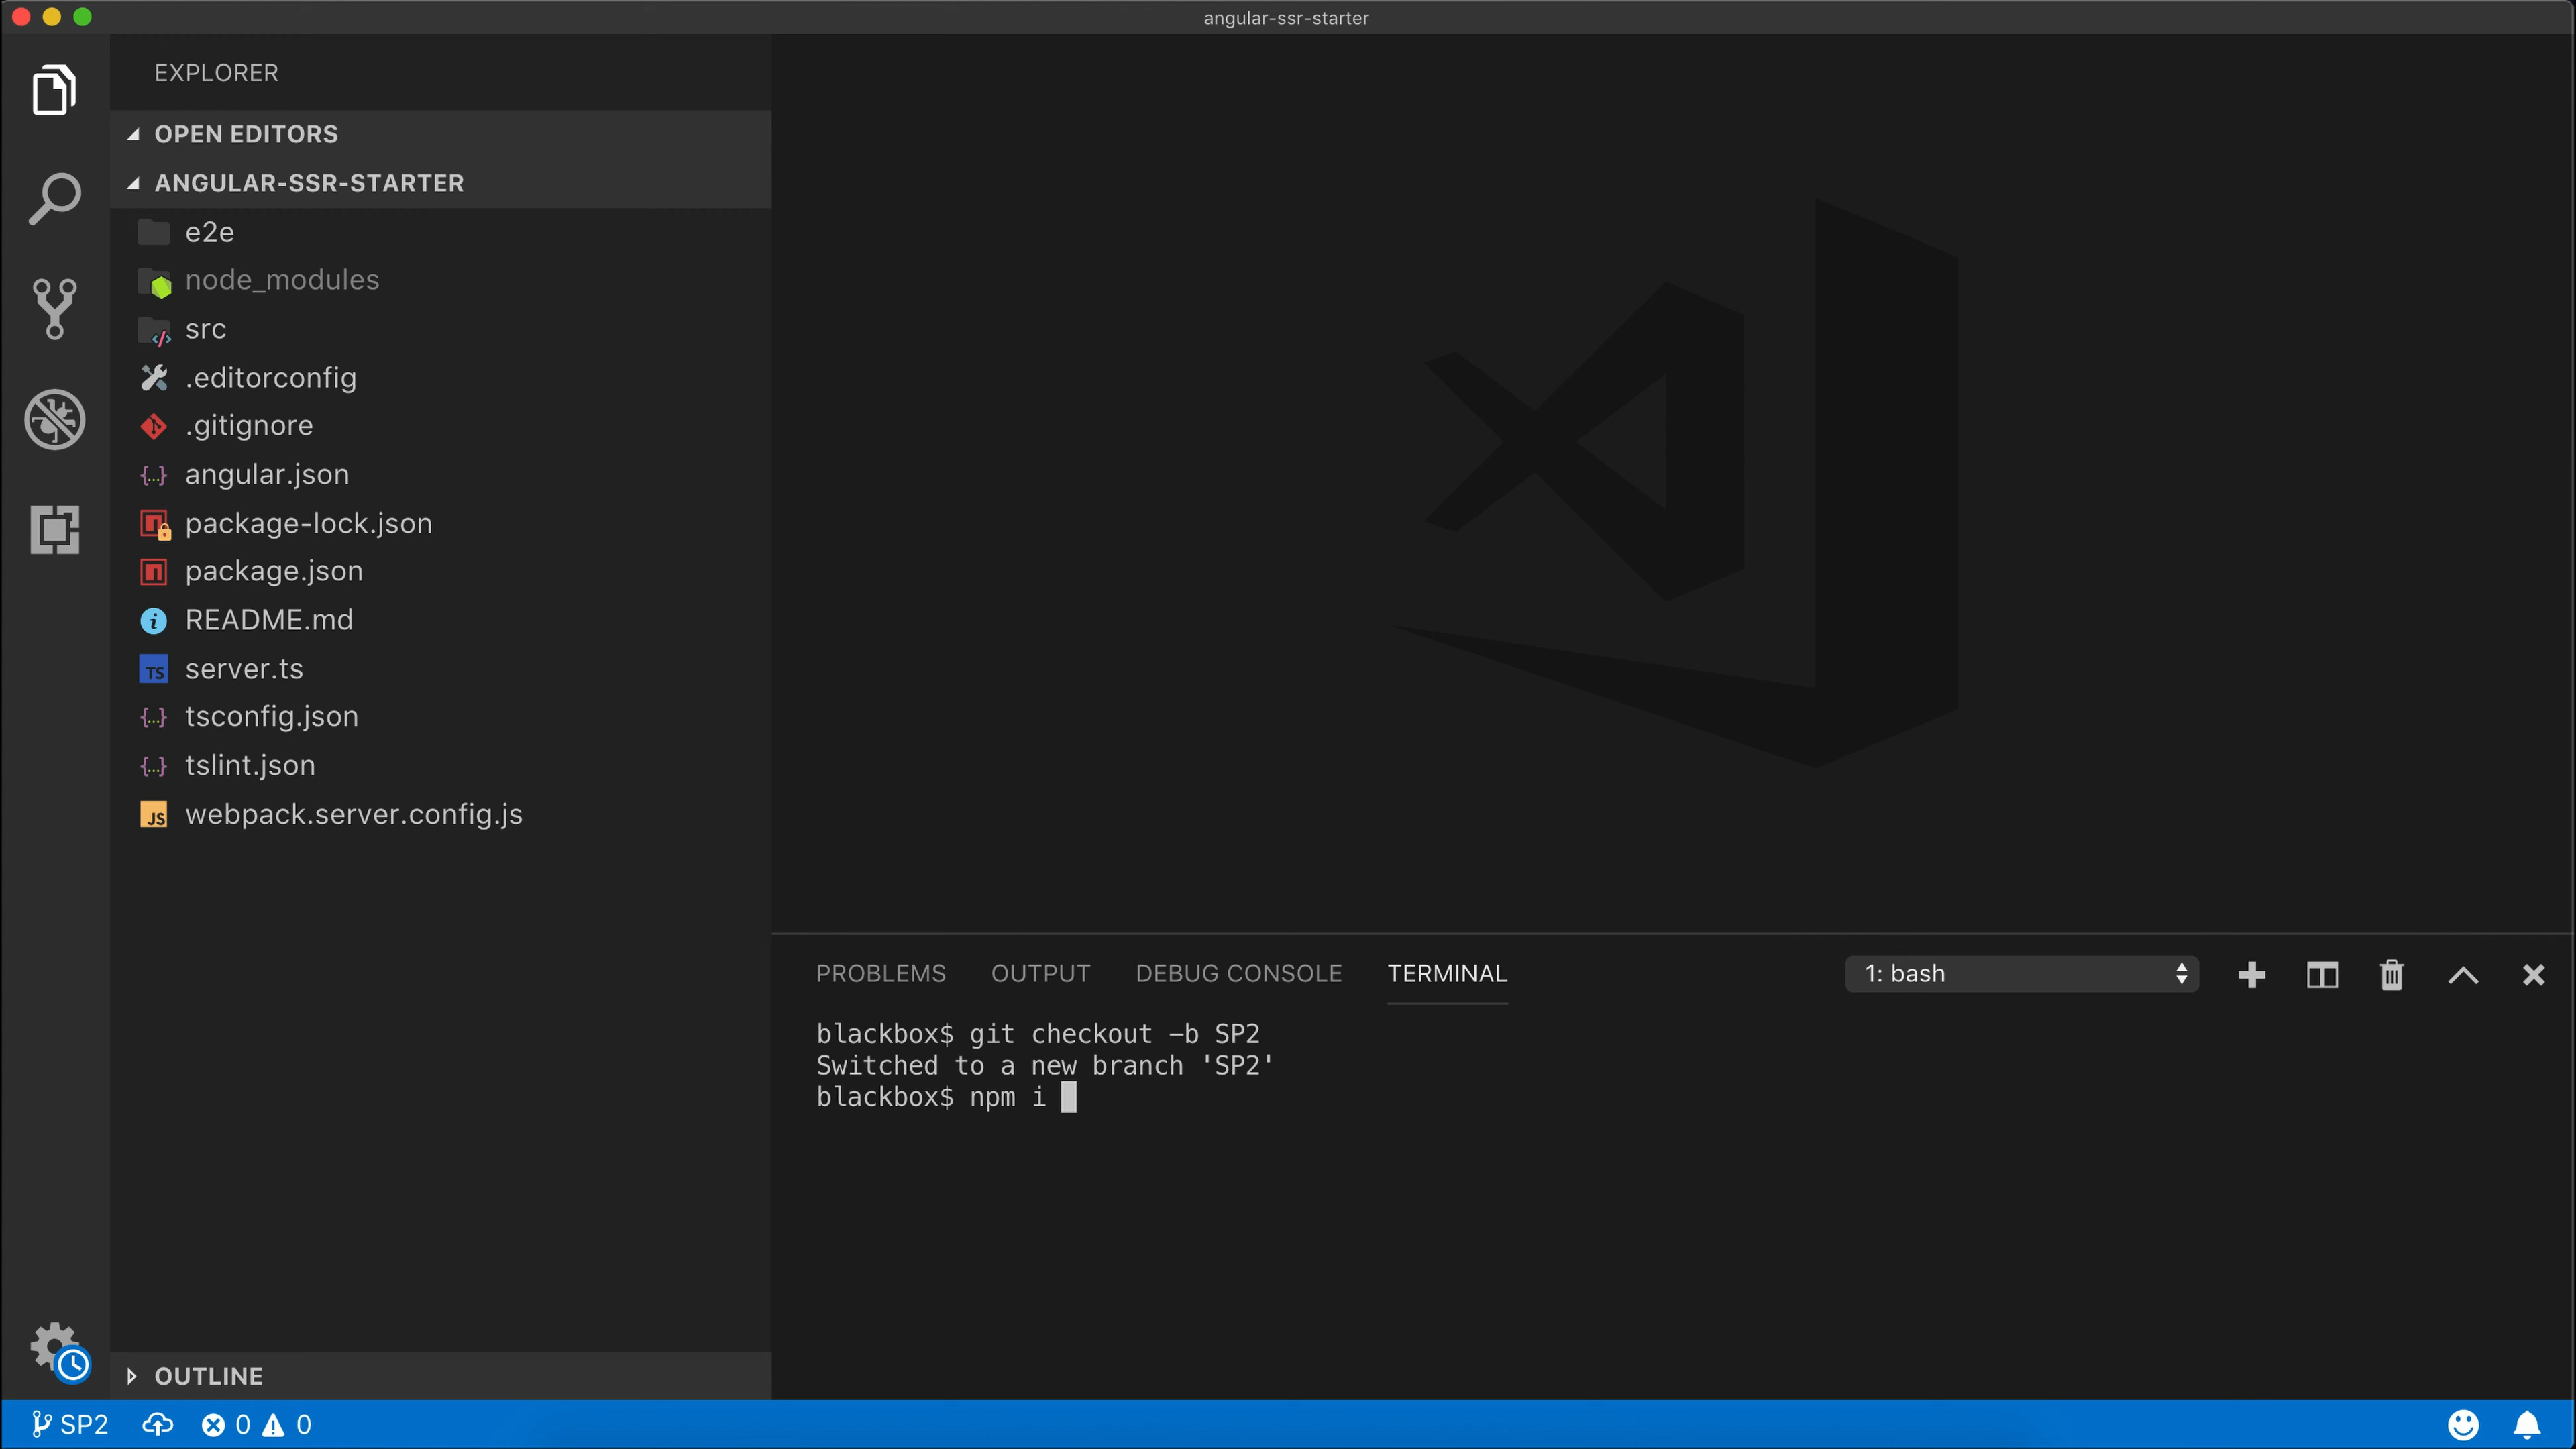 angular-ssr-starter
EXPLORER
OPEN EDITORS
ANGULAR-SSR-STARTER
e2e
node_modules
src
.editorconfig
.gitignore
{...} angular.json
package-lock.json
package.json
README.md
TS server.ts
{...} tsconfig.json
{...} tslint.json
JS webpack.server.config.js
OUTLINE
PROBLEMS OUTPUT DEBUG CONSOLE TERMINAL 1: bash
blackbox$ git checkout -b SP2
Switched to a new branch 'SP2'
blackbox$ npm i
SP2 0 0